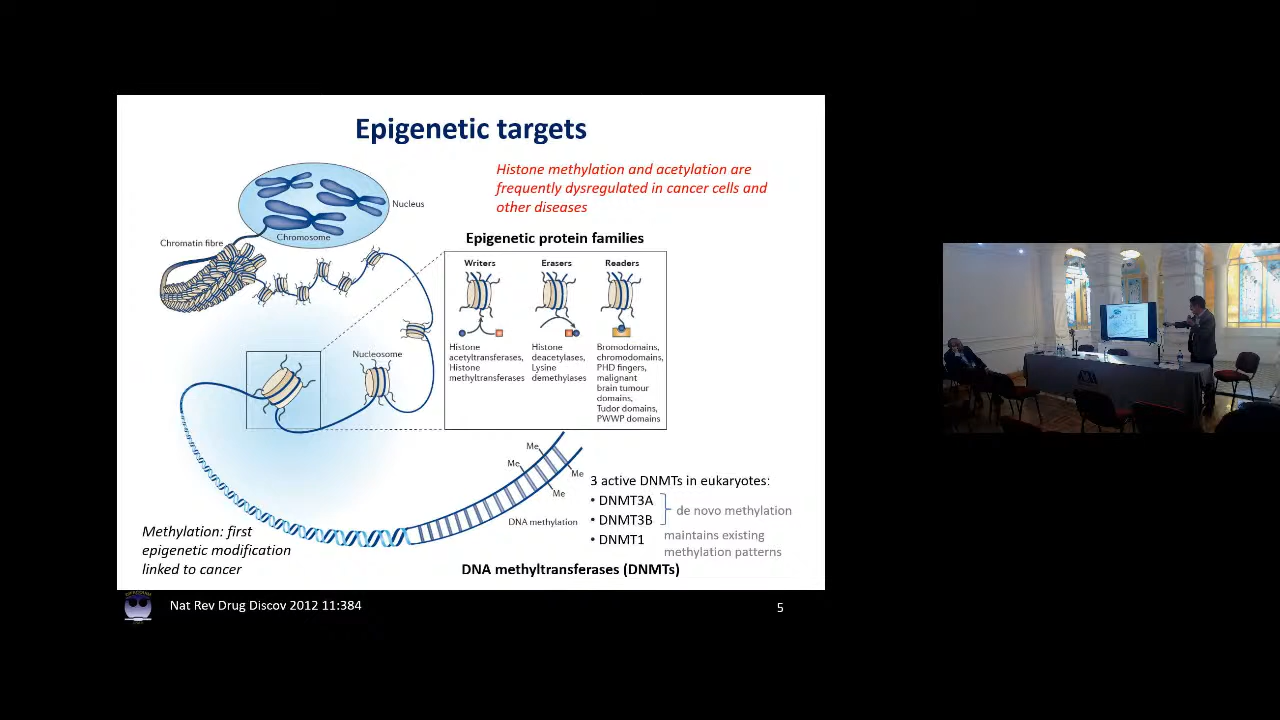 Epigenetic targets
Histone methylation and acetylation are
frequently dysregulated in cancer cells and
other diseases
Nucleus
Chromosome
Chromatin fibre
Nucleosome
Epigenetic protein families
Writers
Erasers
Readers
Histone
acetyltransferases,
Histone
methyltransferases
Histone
deacetylases,
Lysine
demethylases
Bromodomains,
chromodomains,
PHD fingers,
malignant
brain tumour
domains,
Tudor domains,
PWWP domains
Me
Me
Me
Me
DNA methylation
3 active DNMTs in eukaryotes:
• DNMT3A
• DNMT3B
de novo methylation
• DNMT1
maintains existing
methylation patterns
Methylation: first
epigenetic modification
linked to cancer
DNA methyltransferases (DNMTs)
Nat Rev Drug Discov 2012 11:384
5